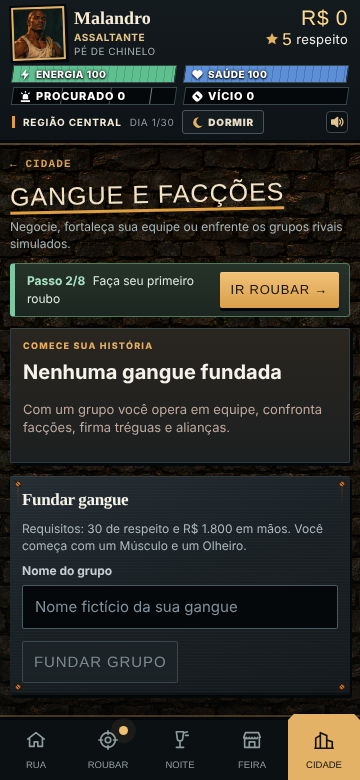 Malandro
R$ 0
ASSALTANTE
5 respeito
PÉ DE CHINELO
ENERGIA 100
SAÚDE 100
PROCURADO 0
VÍCIO 0
REGIÃO CENTRAL DIA 1/30 DORMIR
← CIDADE
GANGUE E FACÇÕES
Negocie, fortaleça sua equipe ou enfrente os grupos rivais
simulados.
Passo 2/8 Faça seu primeiro
roubo
IR ROUBAR →
COMECE SUA HISTÓRIA
Nenhuma gangue fundada
Com um grupo você opera em equipe, confronta
facções, firma tréguas e alianças.
Fundar gangue
Requisitos: 30 de respeito e R$ 1.800 em mãos. Você
começa com um Músculo e um Olheiro.
Nome do grupo
Nome fictício da sua gangue
FUNDAR GRUPO
RUA
ROUBAR
NOITE
FEIRA
CIDADE